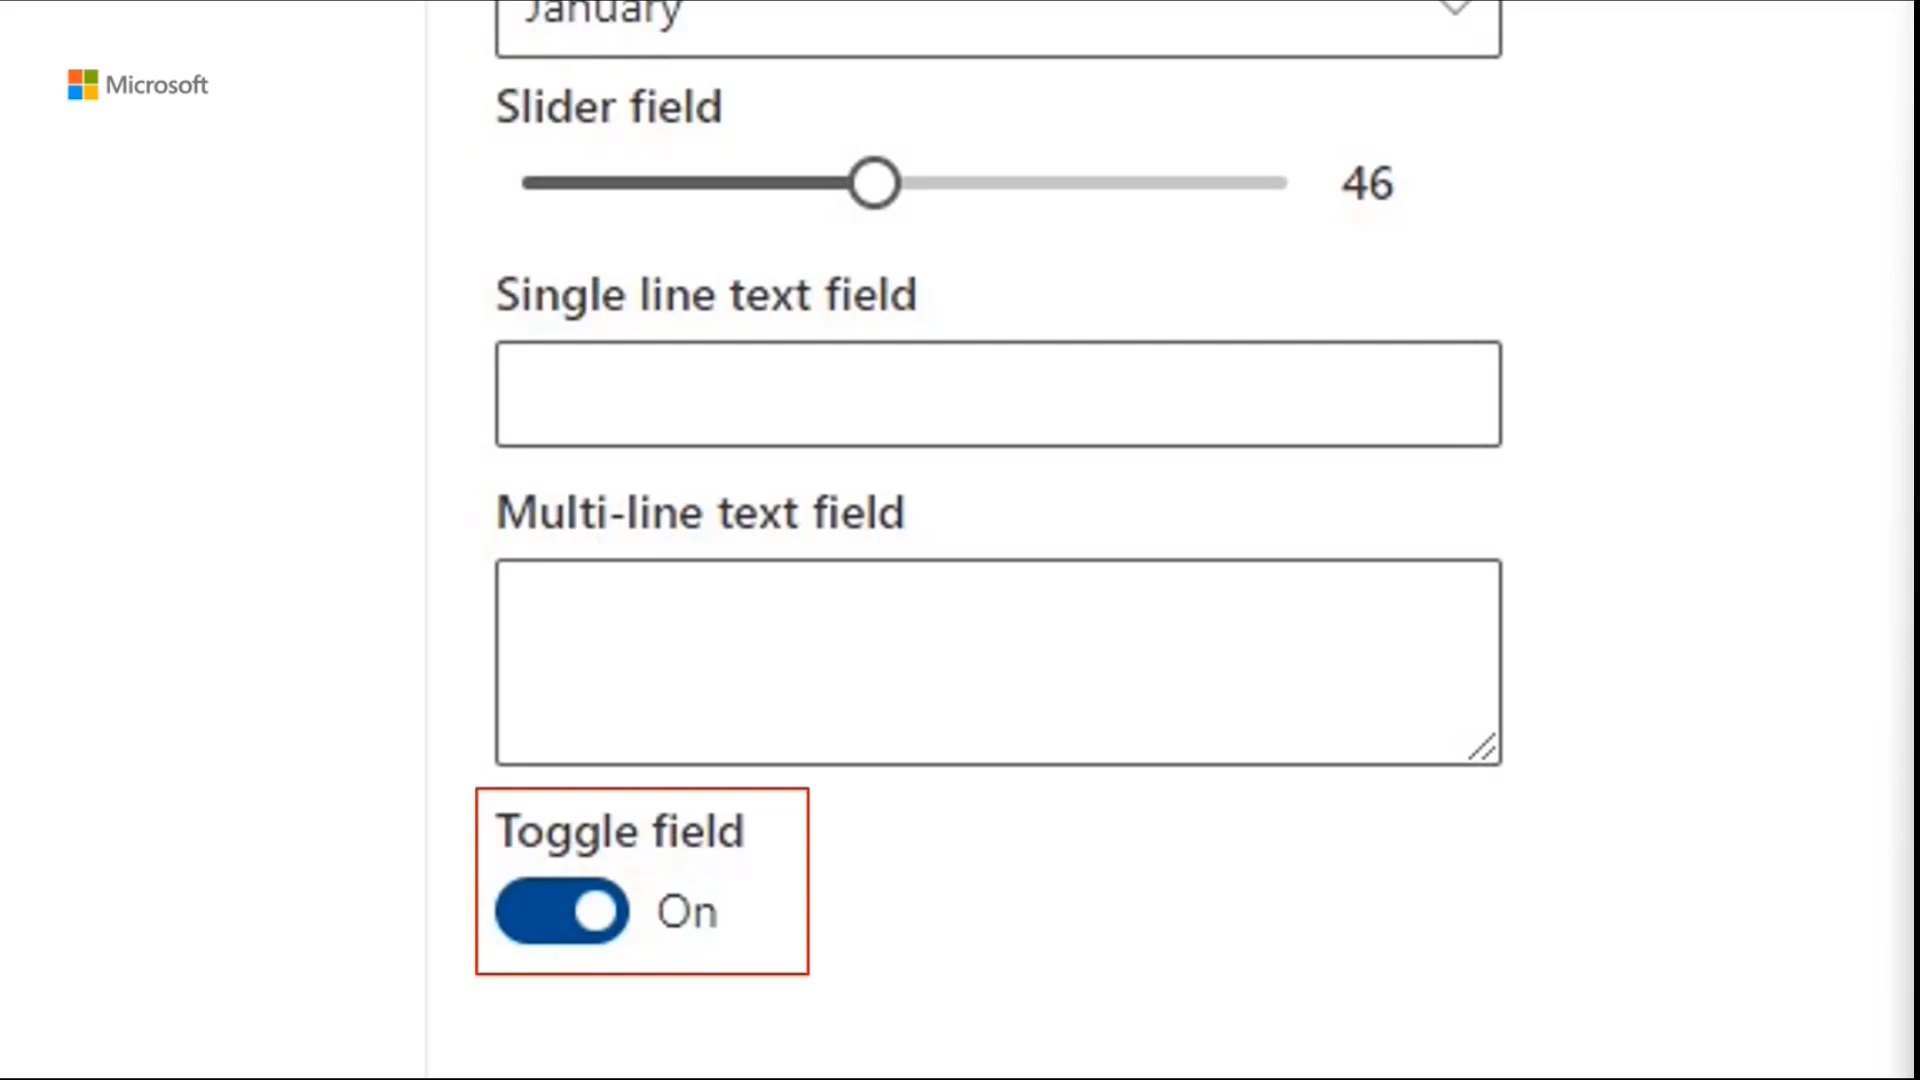 January
Microsoft
Slider field
46
Single line text field
Multi-line text field
Toggle field
On